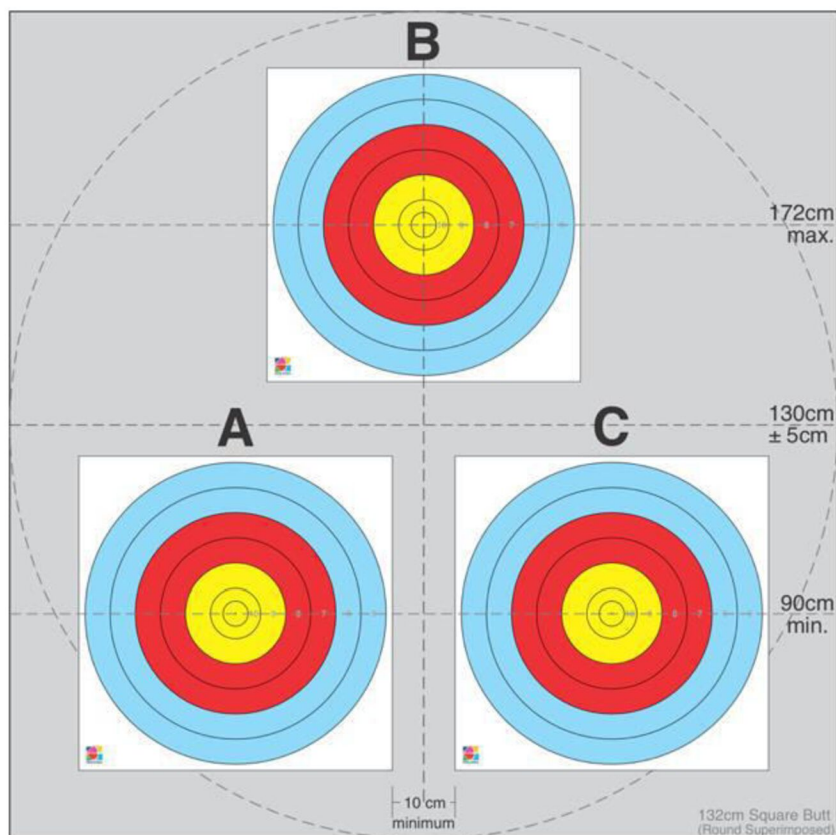 B
172cm
max.
130cm
± 5cm
A
C
90cm
min.
10 cm
minimum
132cm Square Butt
(Round Superimposed)